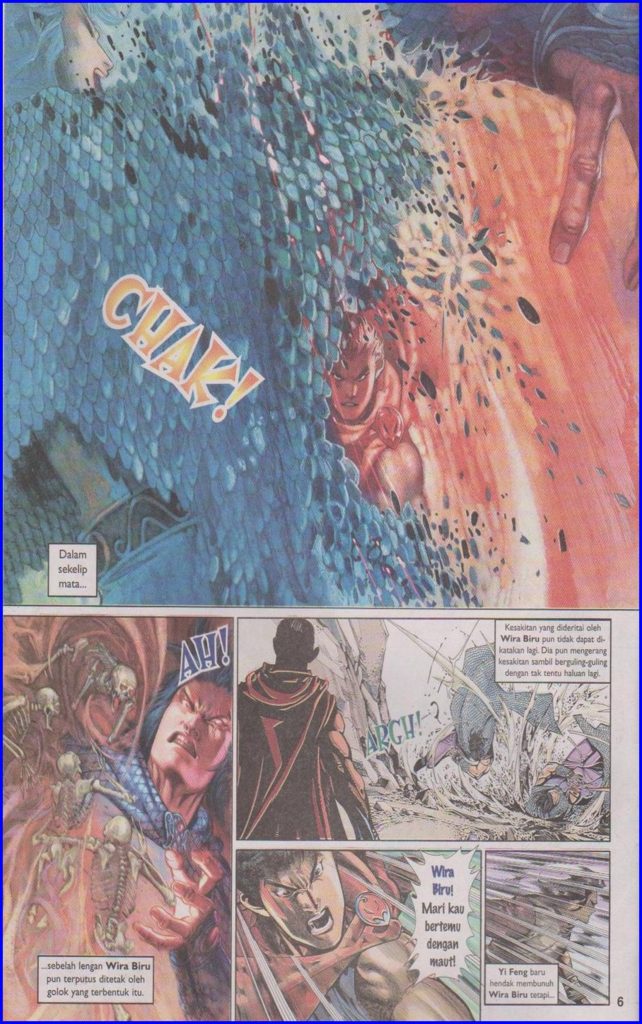 CHAK!
Dalam
sekelip
mata...
AH!
...sebelah lengan Wira Biru
pun terputus ditetak oleh
golok yang terbentuk itu.
Kesakitan yang dideritai oleh
Wira Biru pun tidak dapat di-
katakan lagi. Dia pun mengerang
kesakitan sambil berguling-guling
dengan tak tentu haluan lagi.
ARGH!
Wira
Biru!
Mari kau
bertemu
dengan
maut!
Yi Feng baru
hendak membunuh
Wira Biru tetapi...
6